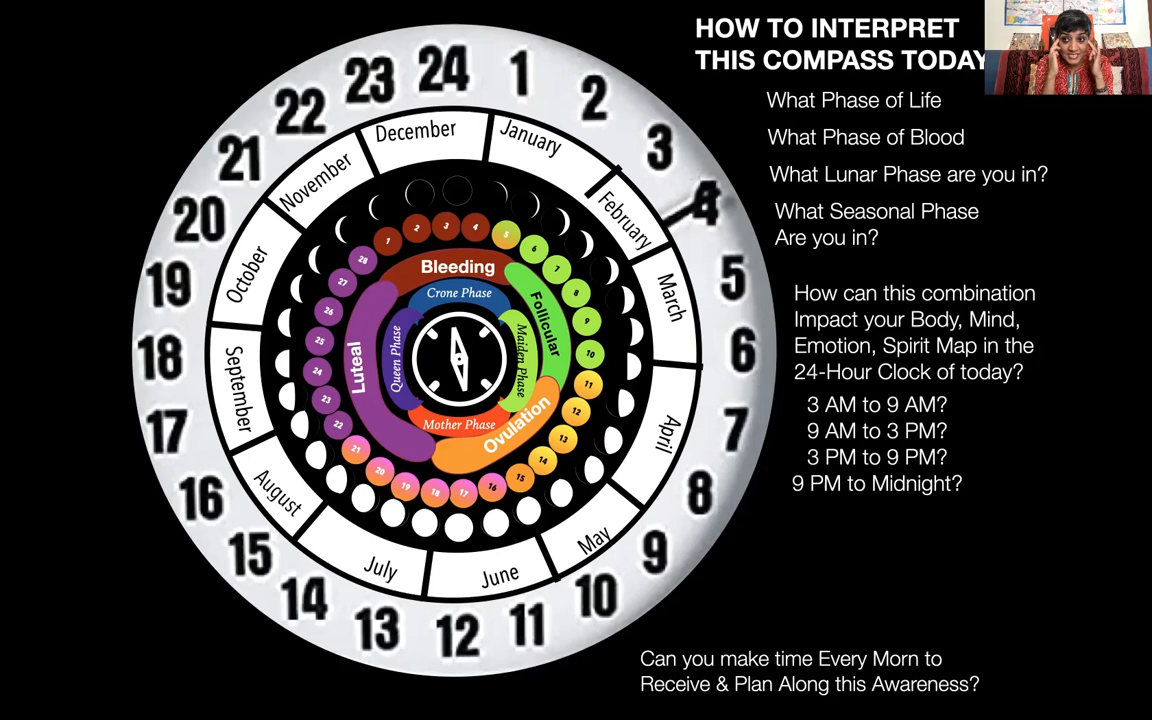 HOW TO INTERPRET
THIS COMPASS TODAY
What Phase of Life
What Phase of Blood
What Lunar Phase are you in?
What Seasonal Phase
Are you in?
How can this combination
Impact your Body, Mind,
Emotion, Spirit Map in the
24-Hour Clock of today?
3 AM to 9 AM?
9 AM to 3 PM?
3 PM to 9 PM?
9 PM to Midnight?
Can you make time Every Morn to
Receive & Plan Along this Awareness?
24
1
2
3
4
5
6
7
8
9
10
11
12
13
14
15
16
17
18
19
20
21
22
23
December
January
February
March
April
May
June
July
August
September
October
November
1
2
3
4
5
6
7
8
9
10
11
12
13
14
15
16
17
18
19
20
21
22
23
24
25
26
27
28
Bleeding
Follicular
Ovulation
Luteal
Crone Phase
Maiden Phase
Mother Phase
Queen Phase